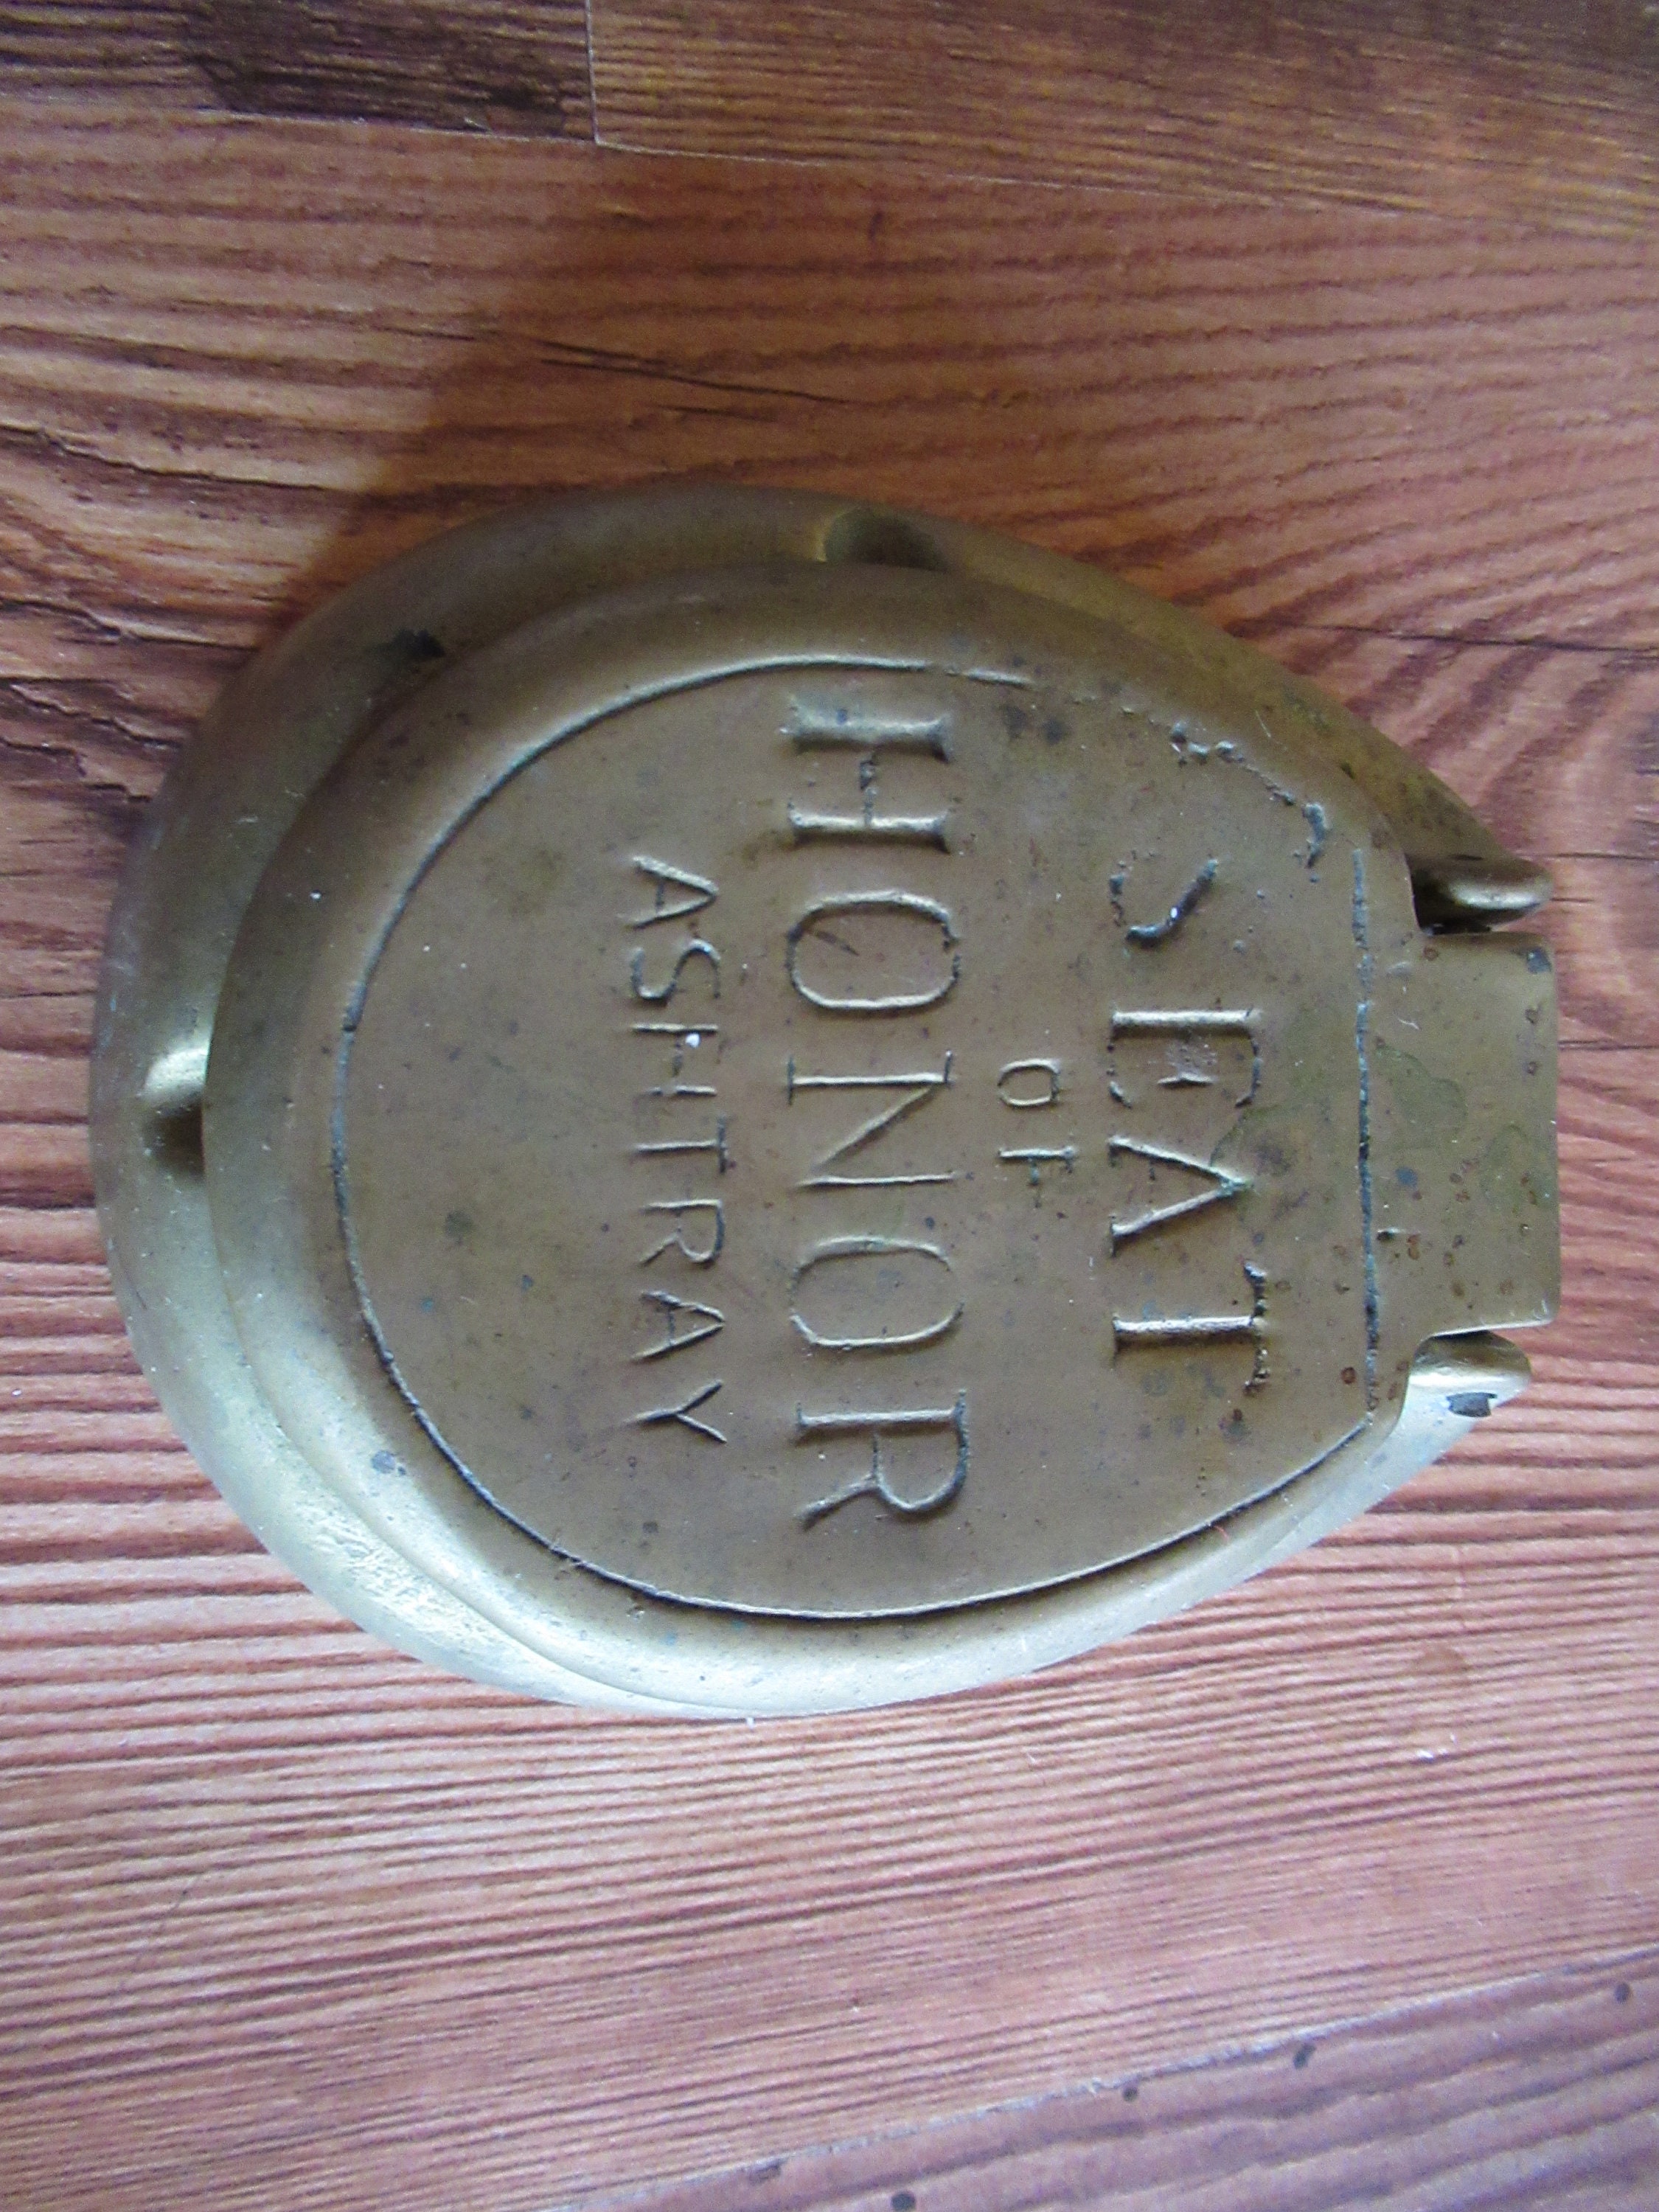 SEAT
OF
HONOR
ASHTRAY